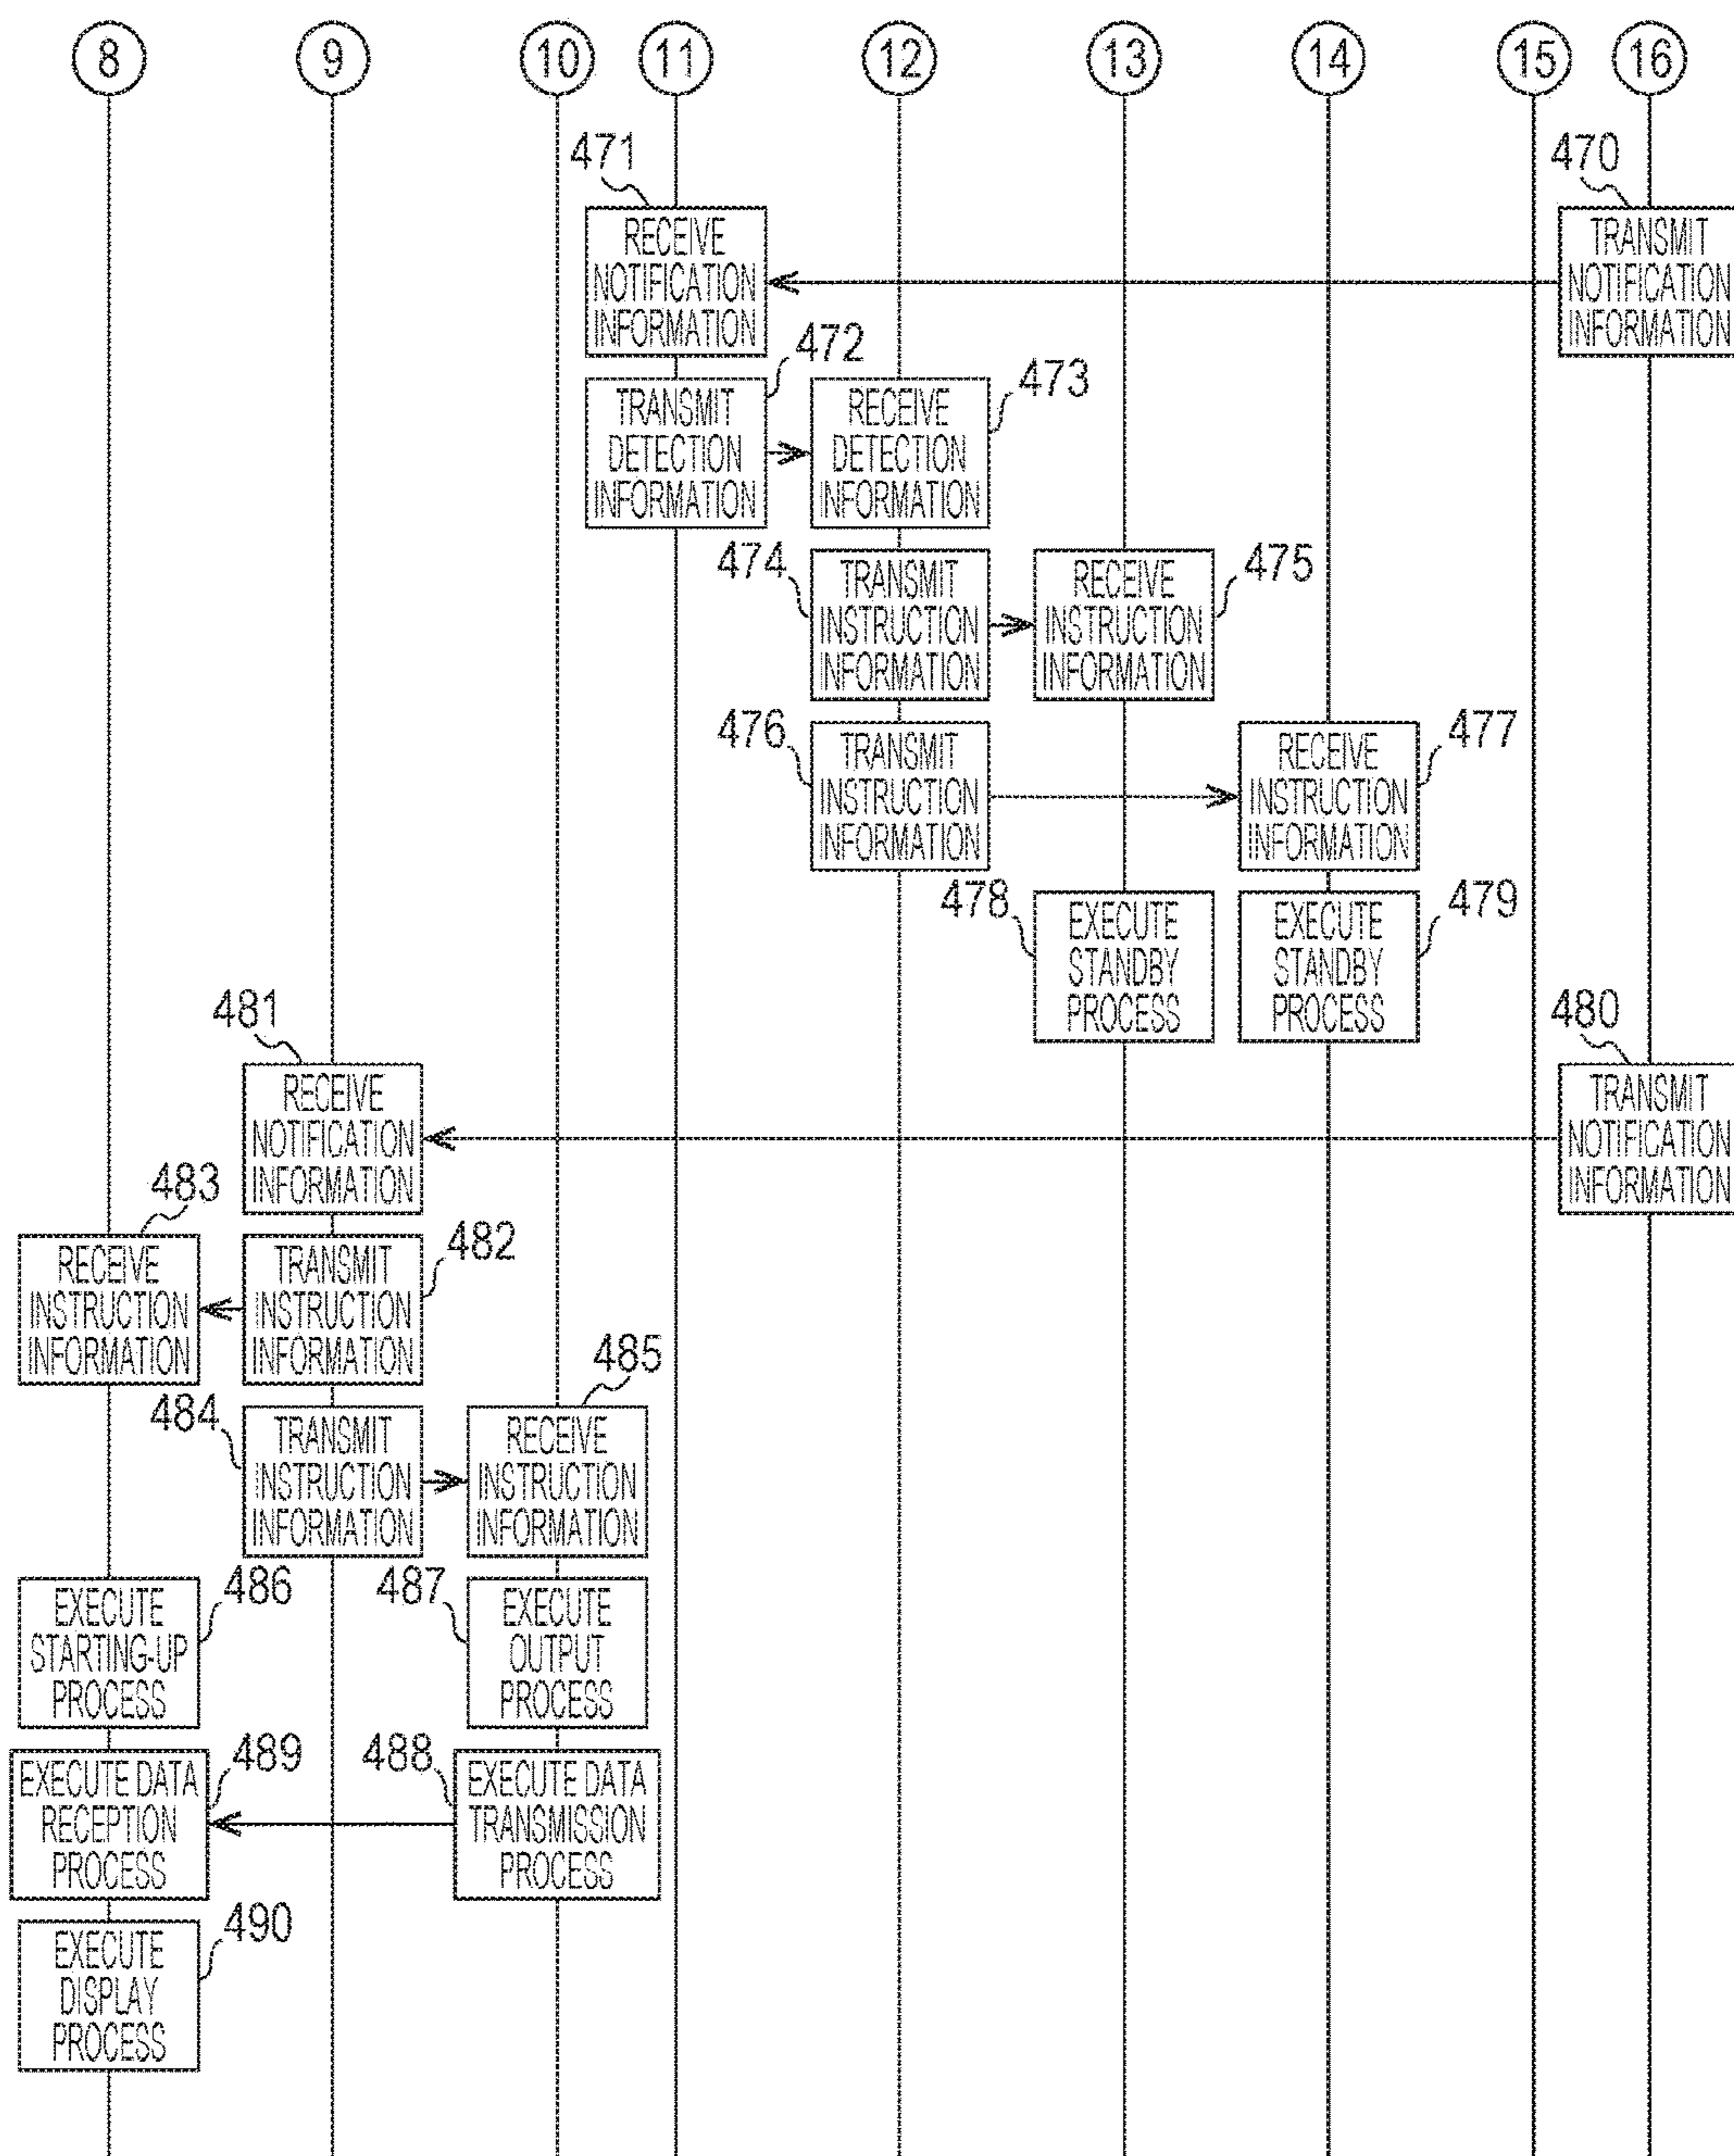 8 9 10 11 12 13 14 15 16
471
470
RECEIVE
NOTIFICATION
INFORMATION
TRANSMIT
NOTIFICATION
INFORMATION
472
473
TRANSMIT
DETECTION
INFORMATION
RECEIVE
DETECTION
INFORMATION
474
475
TRANSMIT
INSTRUCTION
INFORMATION
RECEIVE
INSTRUCTION
INFORMATION
476
477
TRANSMIT
INSTRUCTION
INFORMATION
RECEIVE
INSTRUCTION
INFORMATION
478
479
EXECUTE
STANDBY
PROCESS
EXECUTE
STANDBY
PROCESS
481
480
RECEIVE
NOTIFICATION
INFORMATION
TRANSMIT
NOTIFICATION
INFORMATION
483
482
RECEIVE
INSTRUCTION
INFORMATION
TRANSMIT
INSTRUCTION
INFORMATION
484
485
TRANSMIT
INSTRUCTION
INFORMATION
RECEIVE
INSTRUCTION
INFORMATION
486
487
EXECUTE
STARTING-UP
PROCESS
EXECUTE
OUTPUT
PROCESS
489
488
EXECUTE DATA
RECEPTION
PROCESS
EXECUTE DATA
TRANSMISSION
PROCESS
490
EXECUTE
DISPLAY
PROCESS